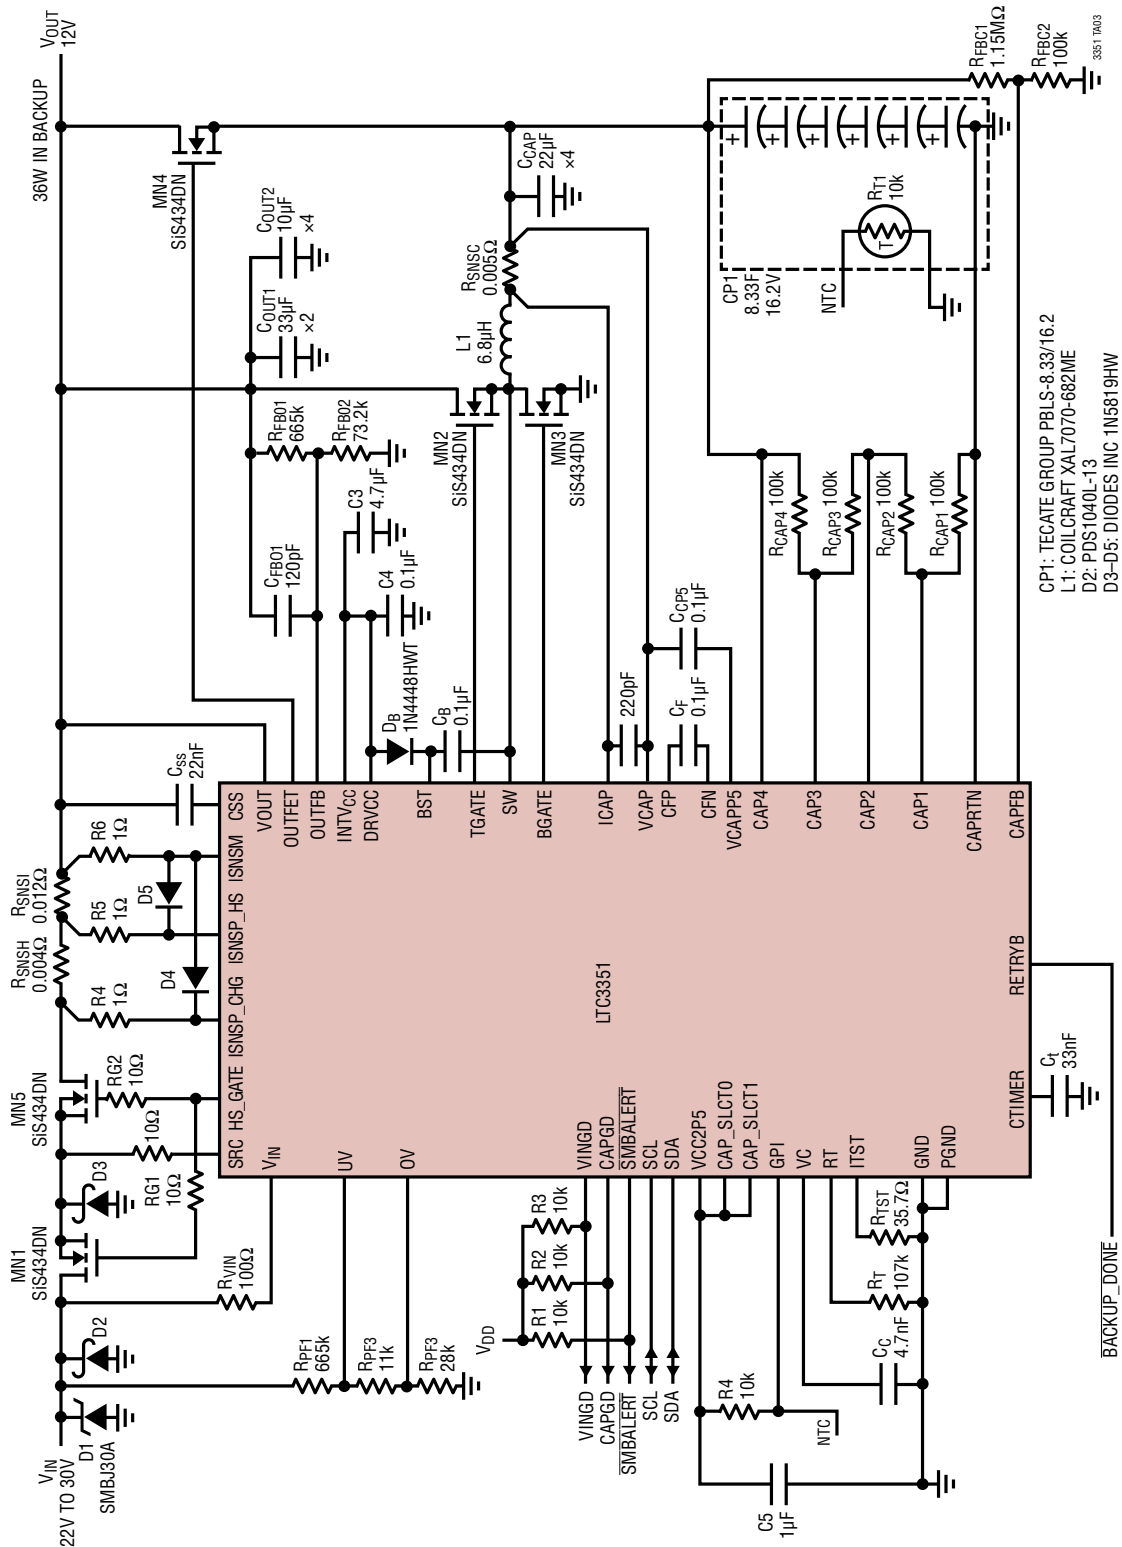 VIN
22V TO 30V
D1
SMBJ30A
D2
MN1
SiS434DN
D3
RG1
10Ω
10Ω
MN5
SiS434DN
RG2
10Ω
RSNSH
0.004Ω
RSNSI
0.012Ω
R4
1Ω
R5
1Ω
R6
1Ω
D4
D5
CSS
22nF
36W IN BACKUP
VOUT
12V
RVIN
100Ω
RPF1
665k
RPF3
11k
RPF3
28k
MN4
SiS434DN
COUT1
33µF
×2
COUT2
10µF
×4
RFBO1
665k
RFBO2
73.2k
CFBO1
120pF
C3
4.7µF
C4
0.1µF
DB
1N4448HWT
CB
0.1µF
MN2
SiS434DN
MN3
SiS434DN
L1
6.8µH
RSNSC
0.005Ω
CCAP
22µF
×4
220pF
CF
0.1µF
CCP5
0.1µF
SRC
HS_GATE
ISNSP_CHG
ISNSP_HS
ISNSM
CSS
VIN
UV
OV
VINGD
CAPGD
SMBALERT
SCL
SDA
VCC2P5
CAP_SLCT0
CAP_SLCT1
GPI
VC
RT
ITST
GND
PGND
LTC3351
VOUT
OUTFET
OUTFB
INTVCC
DRVCC
BST
TGATE
SW
BGATE
ICAP
VCAP
CFP
CFN
VCAPP5
CAP4
CAP3
CAP2
CAP1
CAPRTN
CAPFB
CTIMER
RETRYB
VDD
R1
10k
R2
10k
R3
10k
VINGD
CAPGD
SMBALERT
SCL
SDA
R4
10k
NTC
C5
1µF
CC
4.7nF
RT
107k
RTST
35.7Ω
Ct
33nF
BACKUP_DONE
RCAP4 100k
RCAP3 100k
RCAP2 100k
RCAP1 100k
CP1
8.33F
16.2V
NTC
RT1
10k
T
+
+
+
+
+
+
RFBC1
1.15MΩ
RFBC2
100k
3351 TA03
CP1: TECATE GROUP PBLS-8.33/16.2
L1: COILCRAFT XAL7070-682ME
D2: PDS1040L-13
D3–D5: DIODES INC 1N5819HW